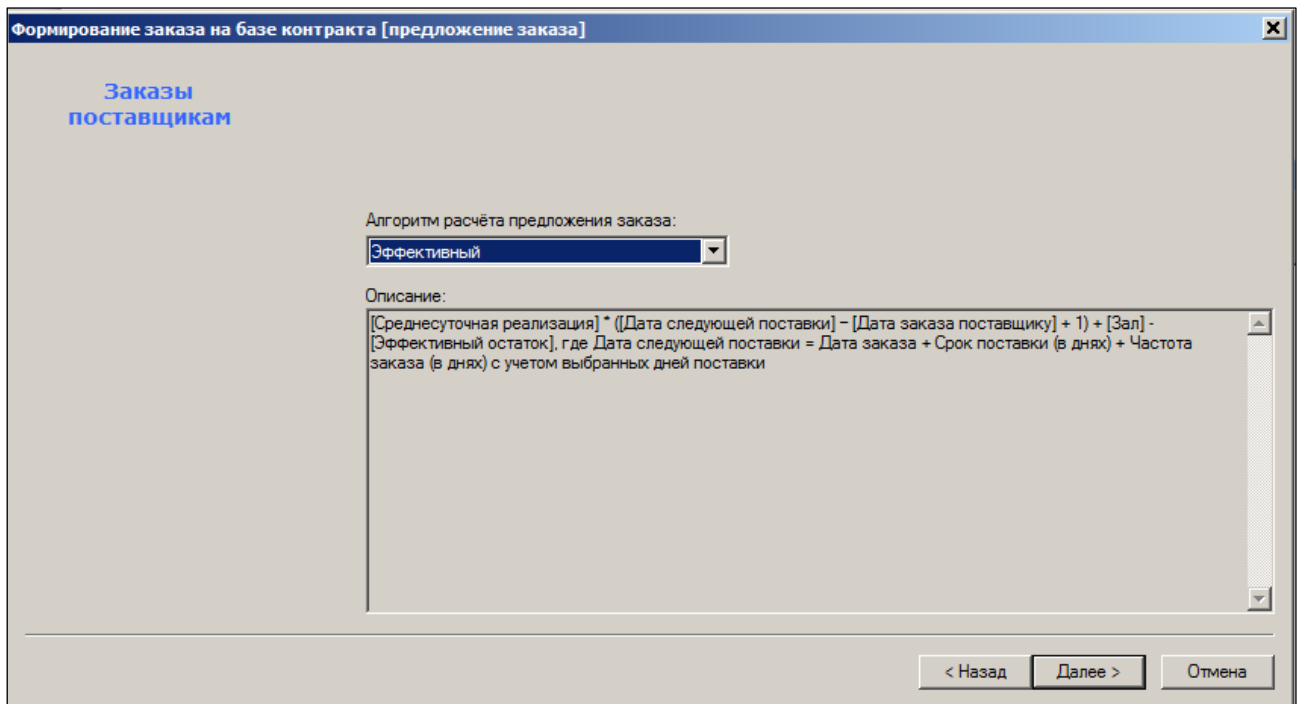 Формирование заказа на базе контракта [предложение заказа]
Заказы
поставщикам
Алгоритм расчёта предложения заказа:
Эффективный
Описание:
[Среднесуточная реализация] * ([Дата следующей поставки] – [Дата заказа поставщику] + 1) + [Зал] -
[Эффективный остаток], где Дата следующей поставки = Дата заказа + Срок поставки (в днях) + Частота
заказа (в днях) с учетом выбранных дней поставки
< Назад
Далее >
Отмена